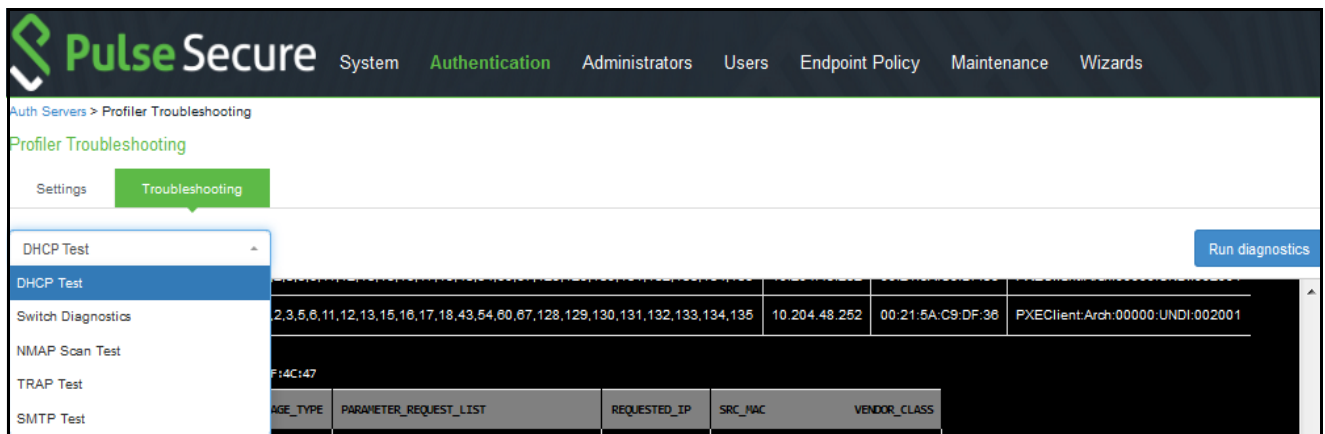 Pulse Secure System Authentication Administrators Users Endpoint Policy Maintenance Wizards
Auth Servers > Profiler Troubleshooting
Profiler Troubleshooting
Settings Troubleshooting
DHCP Test Run diagnostics
DHCP Test
Switch Diagnostics ,2,3,5,6,11,12,13,15,16,17,18,43,54,60,67,128,129,130,131,132,133,134,135 10.204.48.252 00:21:5A:C9:DF:36 PXEClient:Arch:00000:UNDI:002001
NMAP Scan Test
TRAP Test F:4C:47
SMTP Test AGE_TYPE PARAMETER_REQUEST_LIST REQUESTED_IP SRC_MAC VENDOR_CLASS